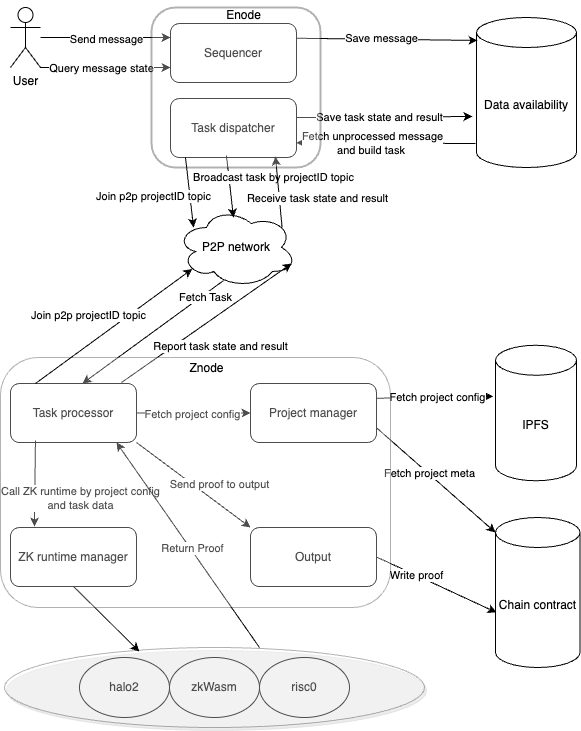 Enode
Send message
Sequencer
Save message
Query message state
User
Data availability
Task dispatcher
Save task state and result
Fetch unprocessed message
and build task
Broadcast task by projectID topic
Join p2p projectID topic
Receive task state and result
P2P network
Fetch Task
Join p2p projectID topic
Report task state and result
Znode
Task processor
Fetch project config
Project manager
Fetch project config
IPFS
Fetch project meta
Send proof to output
Call ZK runtime by project config
and task data
Return Proof
ZK runtime manager
Output
Write proof
Chain contract
halo2
zkWasm
risc0